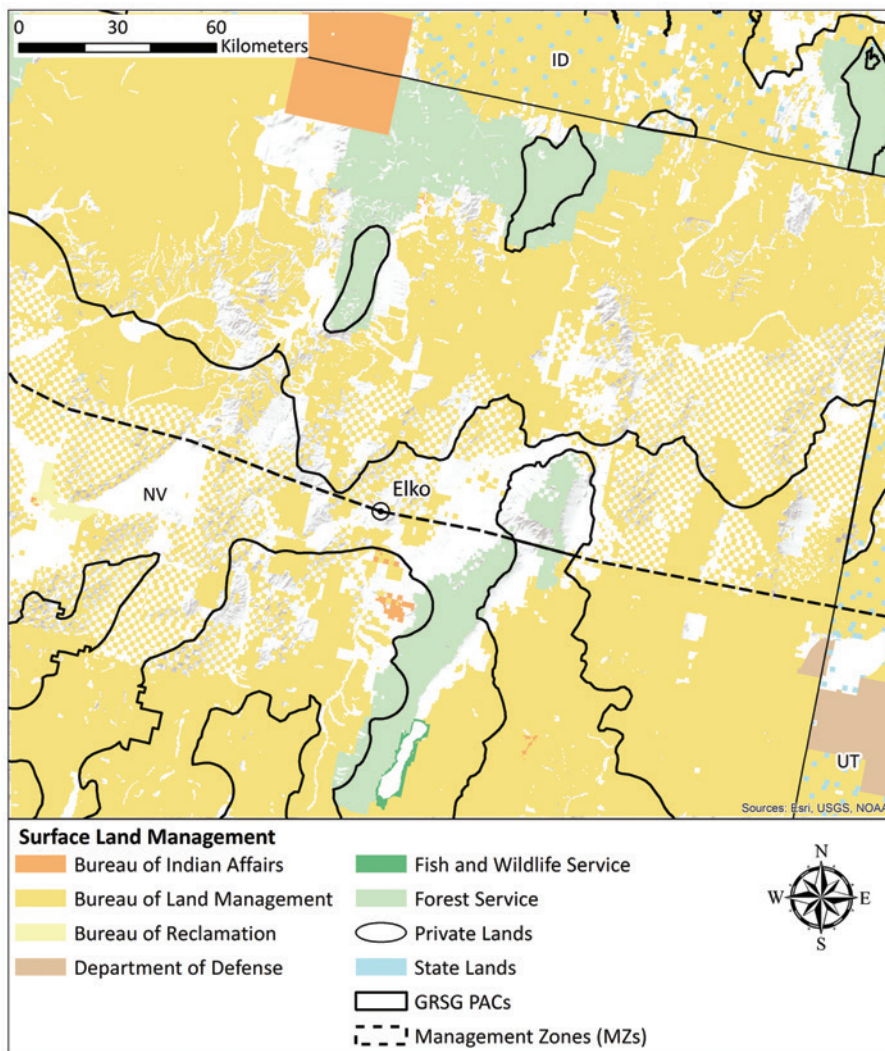 0 30 60
Kilometers
ID
NV
Elko
UT
Sources: Esri, USGS, NOAA
Surface Land Management
Bureau of Indian Affairs
Bureau of Land Management
Bureau of Reclamation
Department of Defense
Fish and Wildlife Service
Forest Service
Private Lands
State Lands
GRSG PACs
Management Zones (MZs)
N
W E
S